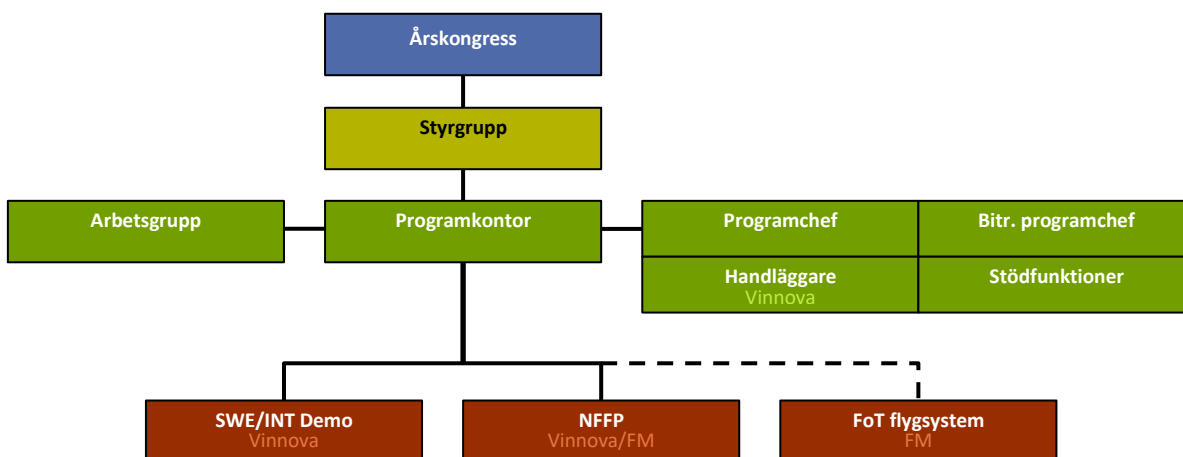 Årskongress
Styrgrupp
Arbetsgrupp
Programkontor
Programchef
Bitr. programchef
Handläggare
Vinnova
Stödfunktioner
SWE/INT Demo
Vinnova
NFFP
Vinnova/FM
FoT flygsystem
FM